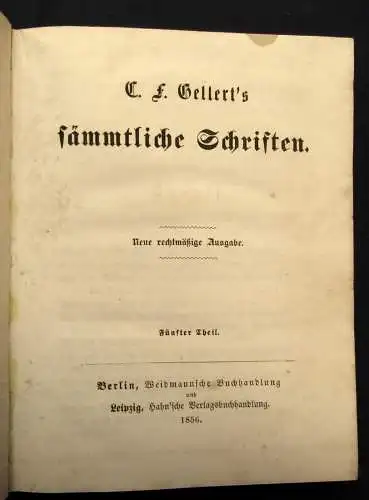 C. F. Gellert's
sämmtliche Schriften.
Neue rechtmäßige Ausgabe.
Fünfter Theil.
Berlin, Weidmannsche Buchhandlung
und
Leipzig, Hahn'sche Verlagsbuchhandlung.
1856.